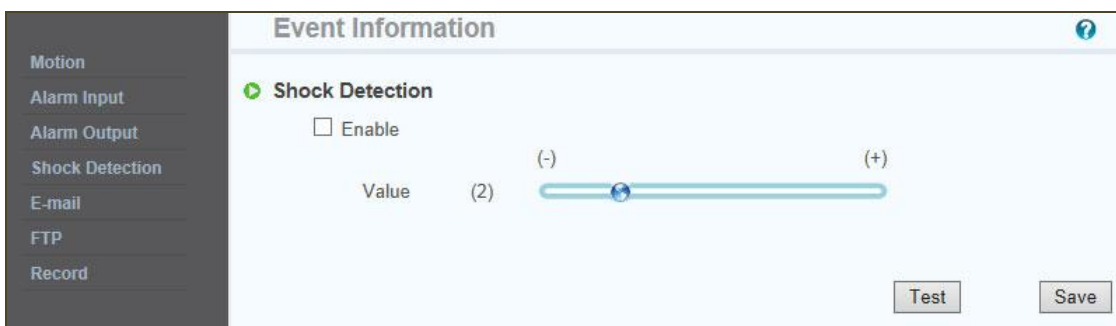 Event Information
?
Motion
Alarm Input
Alarm Output
Shock Detection
E-mail
FTP
Record
Shock Detection
Enable
(-) (+)
Value (2)
Test Save